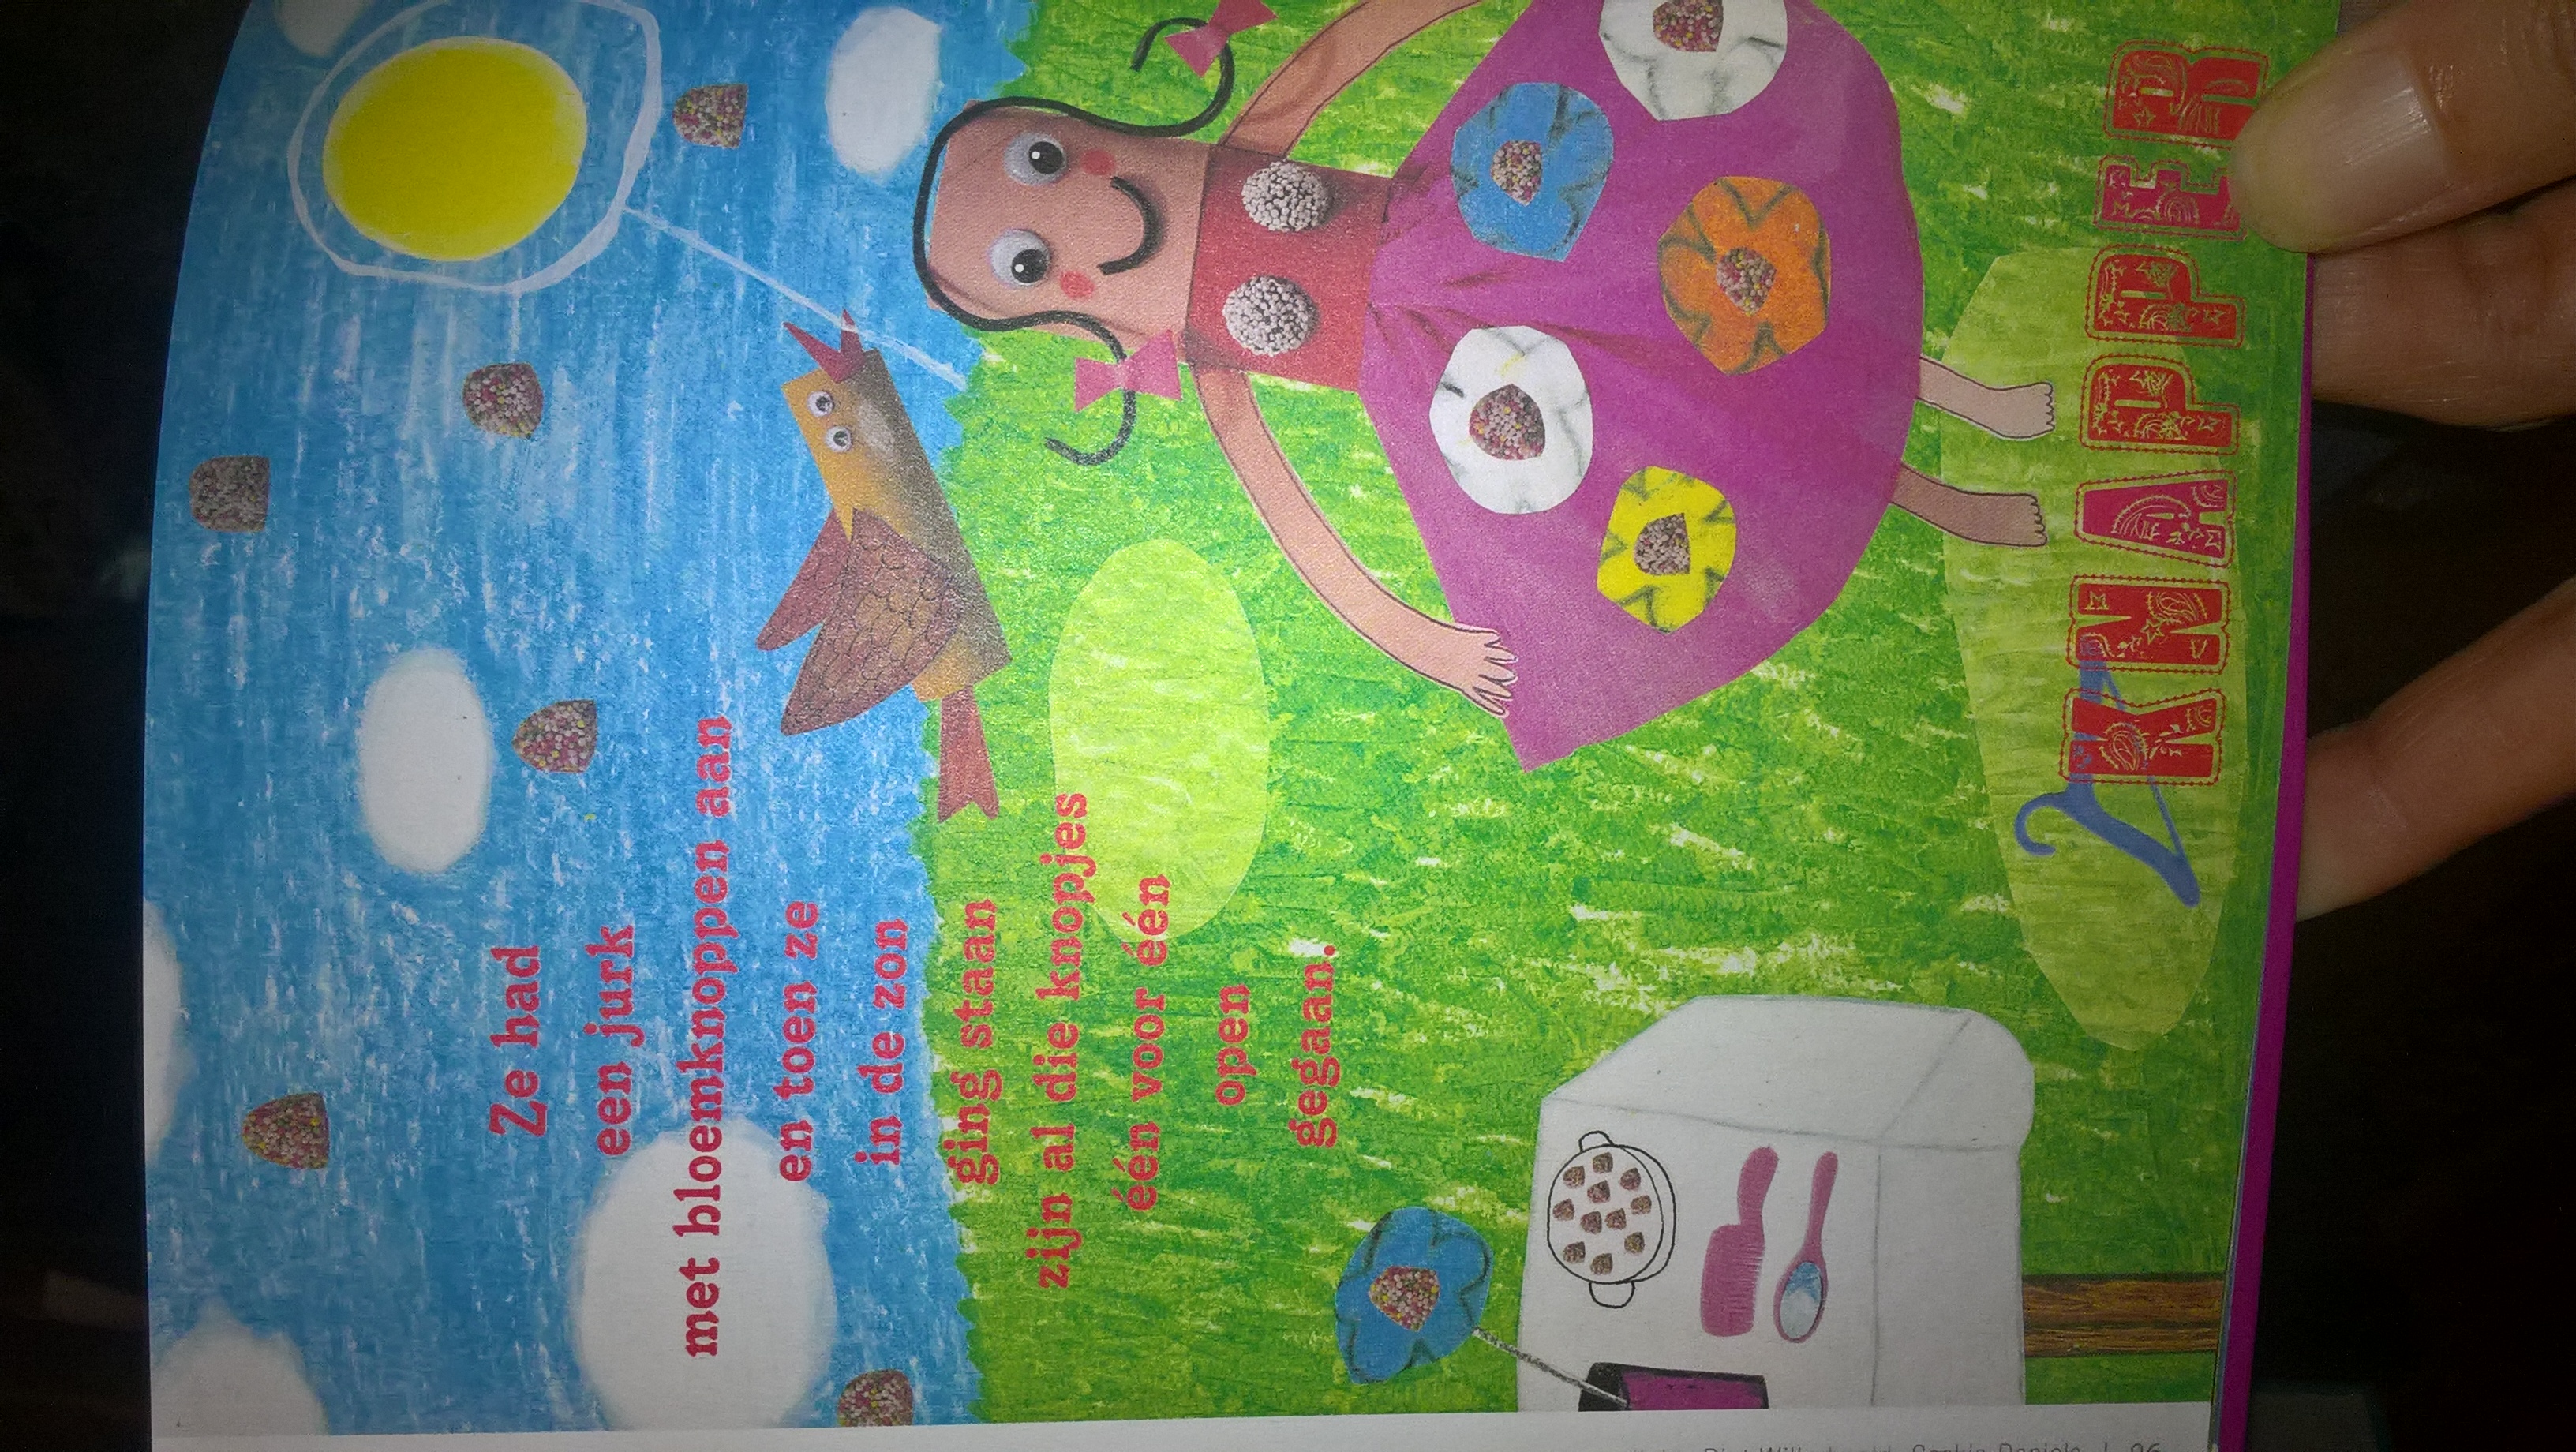 Ze had
een jurk
met bloemknoppen aan
en toen ze
in de zon
ging staan
zijn al die knopjes
één voor één
open
gegaan.
KNAPPER